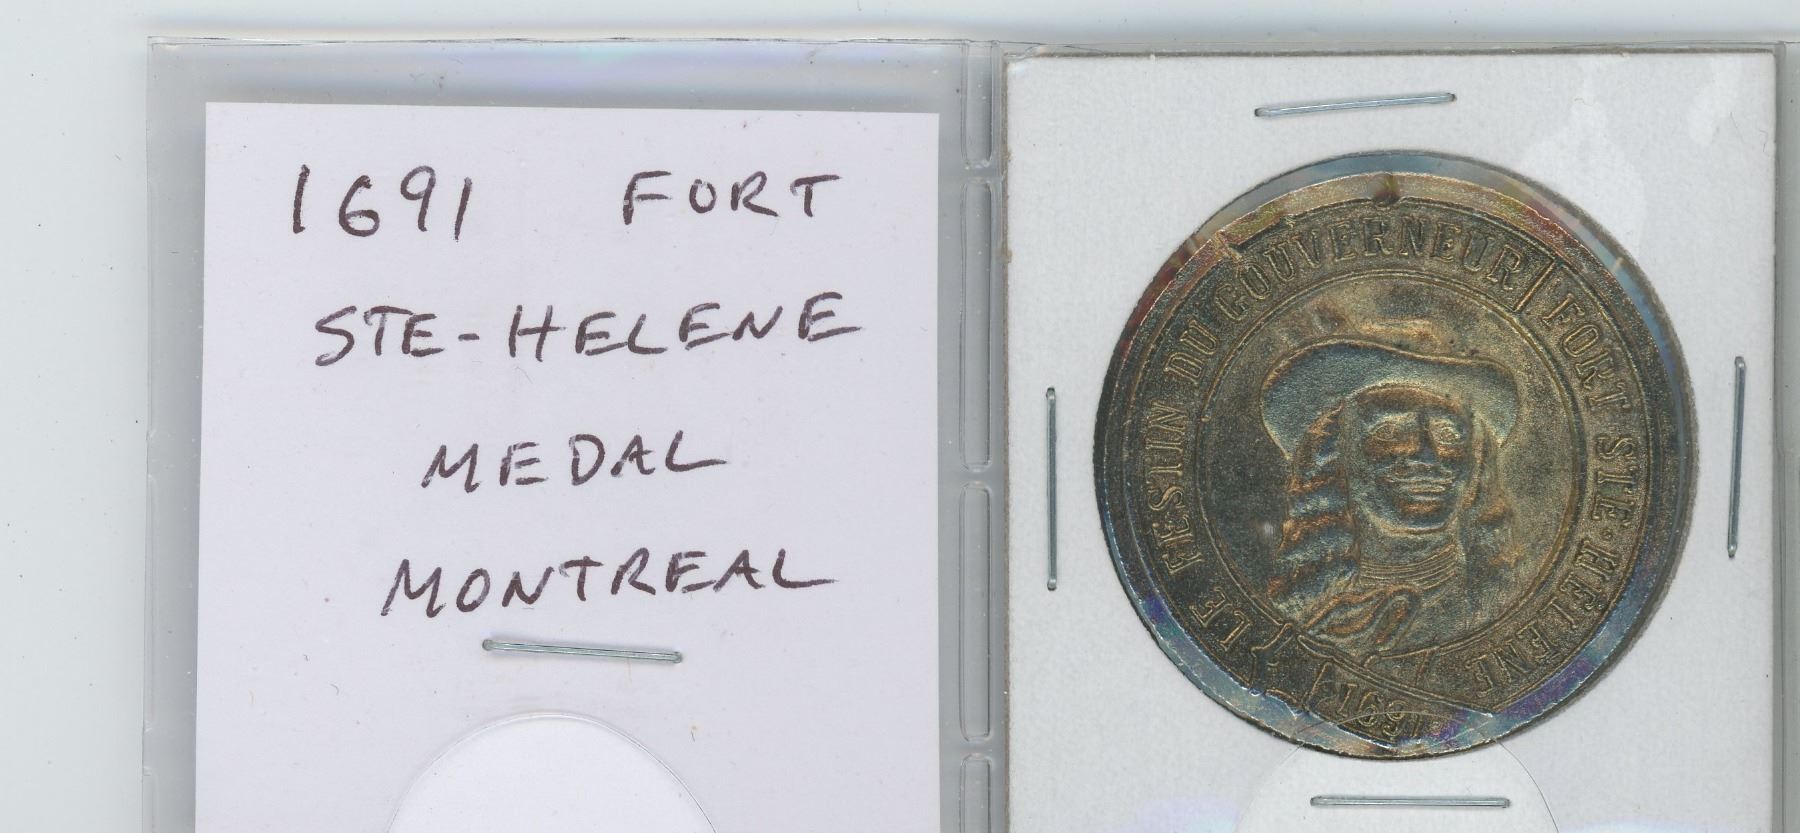 1691 FORT
STE-HELENE
MEDAL
MONTREAL
LE FESTIN DU GOUVERNEUR
FORT STE·HELENE
·1691·